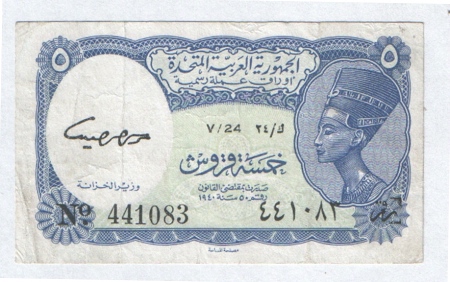 ٥ ٥
الجمهورية العربية المتحدة
أوراق عملة رسمية
V/24 ك/٢٤
خمسة قروش
وزير الخزانة
صدرت بمقتضى القانون
رقم ٥٠ سنة ١٩٤٠
Nº 441083 ٤٤١٠٨٣